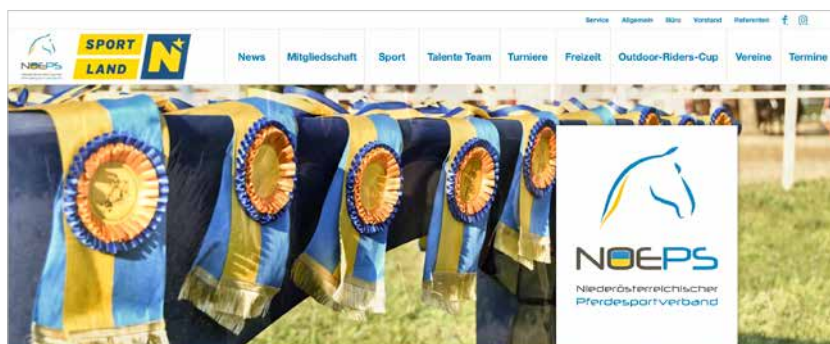 Service Allgemein Büro Vorstand Referenten
NOEPS
SPORT
LAND
N
News Mitgliedschaft Sport Talente Team Turniere Freizeit Outdoor-Riders-Cup Vereine Termine
NOEPS
Niederösterreichischer
Pferdesportverband